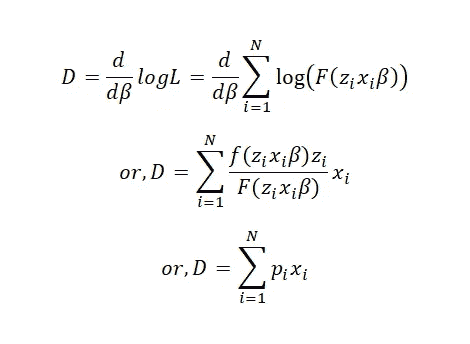 D = d/dβ logL = d/dβ ∑_{i=1}^{N} log(F(z_i x_i β))
or, D = ∑_{i=1}^{N} f(z_i x_i β)z_i / F(z_i x_i β) x_i
or, D = ∑_{i=1}^{N} p_i x_i